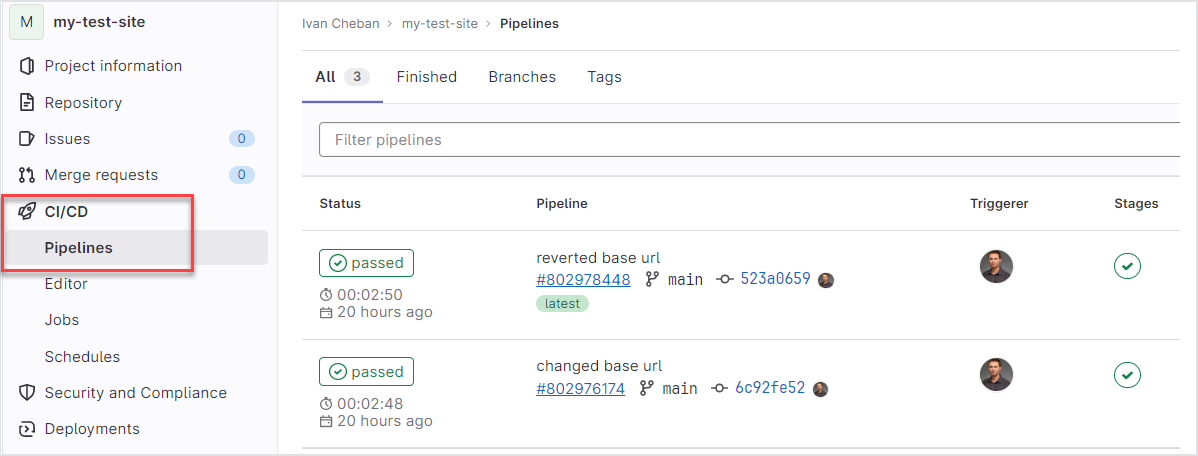 M my-test-site
Project information
Repository
Issues 0
Merge requests 0
CI/CD
Pipelines
Editor
Jobs
Schedules
Security and Compliance
Deployments
Ivan Cheban > my-test-site > Pipelines
All 3 Finished Branches Tags
Filter pipelines
Status Pipeline Triggerer Stages
passed
00:02:50
20 hours ago
reverted base url
#802978448 main 523a0659
latest
passed
00:02:48
20 hours ago
changed base url
#802976174 main 6c92fe52